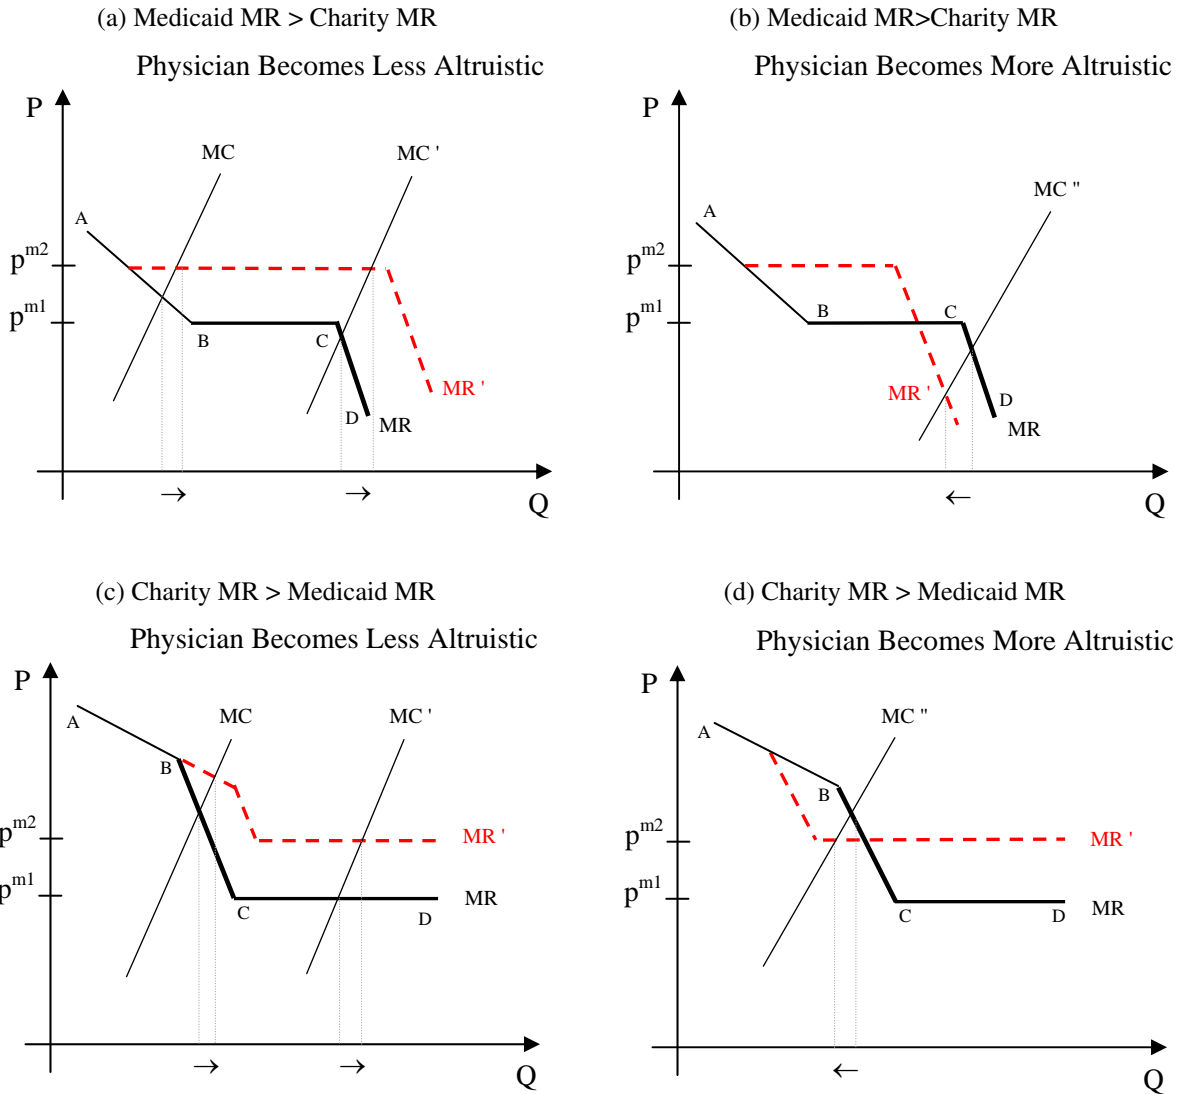 (a) Medicaid MR > Charity MR
Physician Becomes Less Altruistic
P
MC
MC '
A
p^m2
p^m1
B
C
D
MR
MR '
→
→
Q
(b) Medicaid MR>Charity MR
Physician Becomes More Altruistic
P
MC "
A
p^m2
p^m1
B
C
MR '
D
MR
←
Q
(c) Charity MR > Medicaid MR
Physician Becomes Less Altruistic
P
A
MC
MC '
B
p^m2
MR '
p^m1
C
D
MR
→
→
Q
(d) Charity MR > Medicaid MR
Physician Becomes More Altruistic
P
A
MC "
B
p^m2
MR '
p^m1
C
D
MR
←
Q